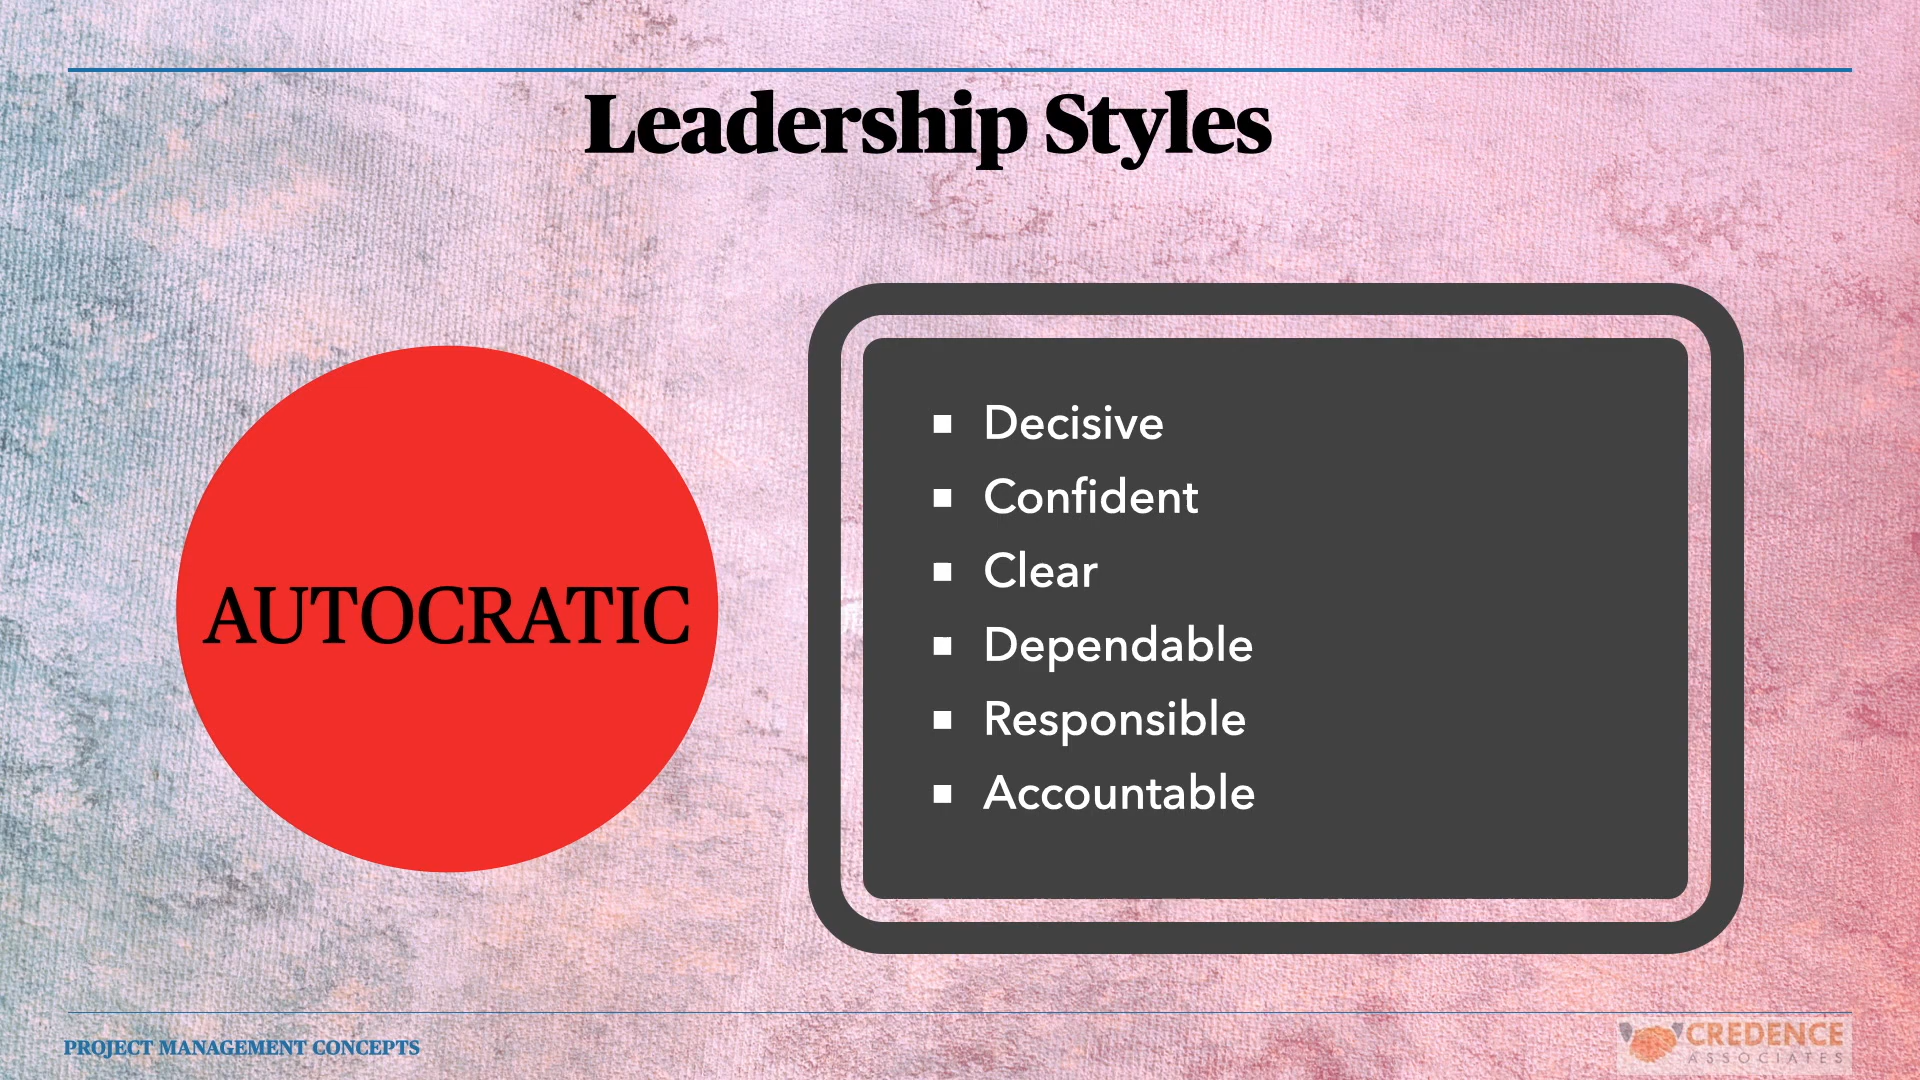 Leadership Styles
AUTOCRATIC
Decisive
Confident
Clear
Dependable
Responsible
Accountable
PROJECT MANAGEMENT CONCEPTS
CREDENCE
ASSOCIATES